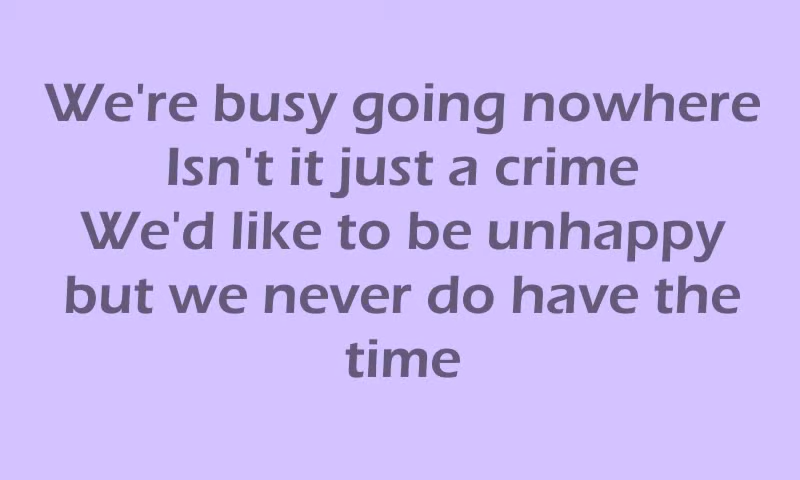 We're busy going nowhere
Isn't it just a crime
We'd like to be unhappy
but we never do have the
time